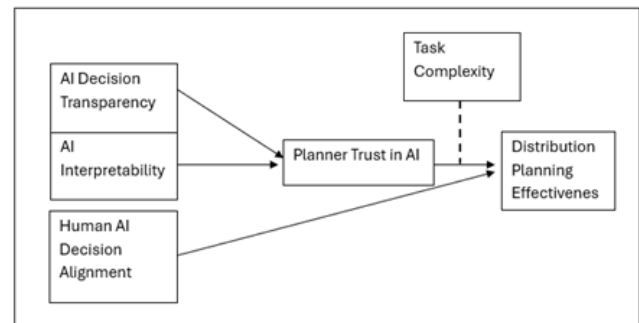 Task
Complexity
AI Decision
Transparency
AI
Interpretability
Planner Trust in AI
Distribution
Planning
Effectivenes
Human AI
Decision
Alignment